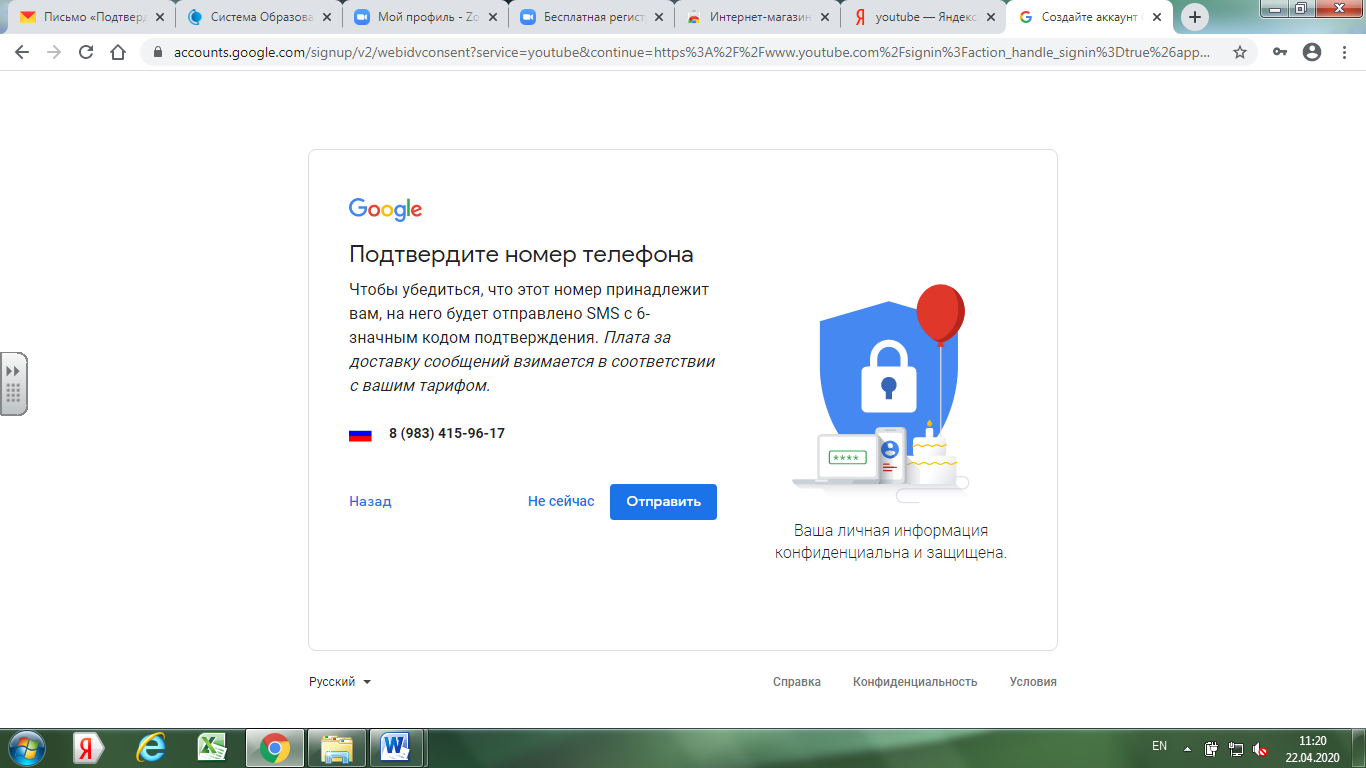 Письмо «Подтверд
Система Образова
Мой профиль - Zo
Бесплатная регист
Интернет-магазин
youtube — Яндекс
Создайте аккаунт
accounts.google.com/signup/v2/webidvconsent?service=youtube&continue=https%3A%2F%2Fwww.youtube.com%2Fsignin%3Faction_handle_signin%3Dtrue%26app...
Google
Подтвердите номер телефона
Чтобы убедиться, что этот номер принадлежит
вам, на него будет отправлено SMS с 6-
значным кодом подтверждения. Плата за
доставку сообщений взимается в соответствии
с вашим тарифом.
8 (983) 415-96-17
Назад
Не сейчас
Отправить
****
Ваша личная информация
конфиденциальна и защищена.
Русский
Справка
Конфиденциальность
Условия
EN
11:20
22.04.2020